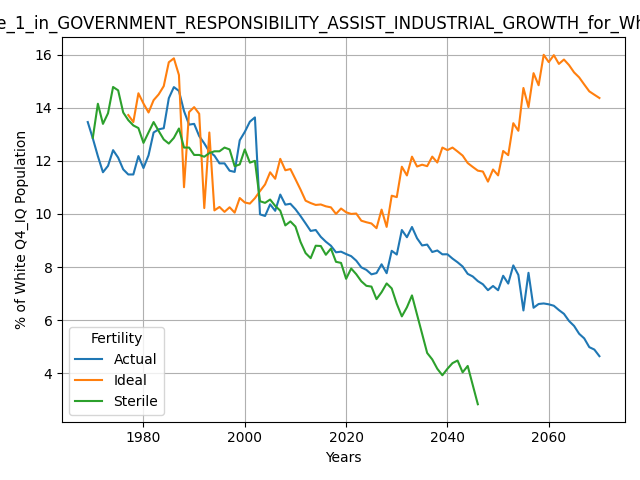 e_1_in_GOVERNMENT_RESPONSIBILITY_ASSIST_INDUSTRIAL_GROWTH_for_Wh
% of White Q4_IQ Population
16
14
12
10
8
6
4
Fertility
Actual
Ideal
Sterile
1980 2000 2020 2040 2060
Years